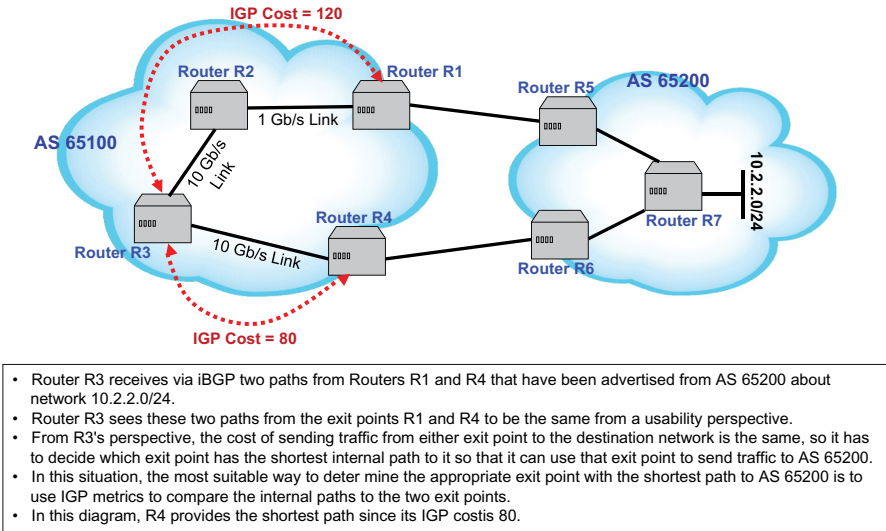 IGP Cost = 120
Router R2
Router R1
Router R5
AS 65200
1 Gb/s Link
AS 65100
10 Gb/s
Link
10.2.2.0/24
Router R4
Router R7
Router R3
10 Gb/s Link
Router R6
IGP Cost = 80
• Router R3 receives via iBGP two paths from Routers R1 and R4 that have been advertised from AS 65200 about
network 10.2.2.0/24.
• Router R3 sees these two paths from the exit points R1 and R4 to be the same from a usability perspective.
• From R3's perspective, the cost of sending traffic from either exit point to the destination network is the same, so it has
to decide which exit point has the shortest internal path to it so that it can use that exit point to send traffic to AS 65200.
• In this situation, the most suitable way to deter mine the appropriate exit point with the shortest path to AS 65200 is to
use IGP metrics to compare the internal paths to the two exit points.
• In this diagram, R4 provides the shortest path since its IGP costis 80.